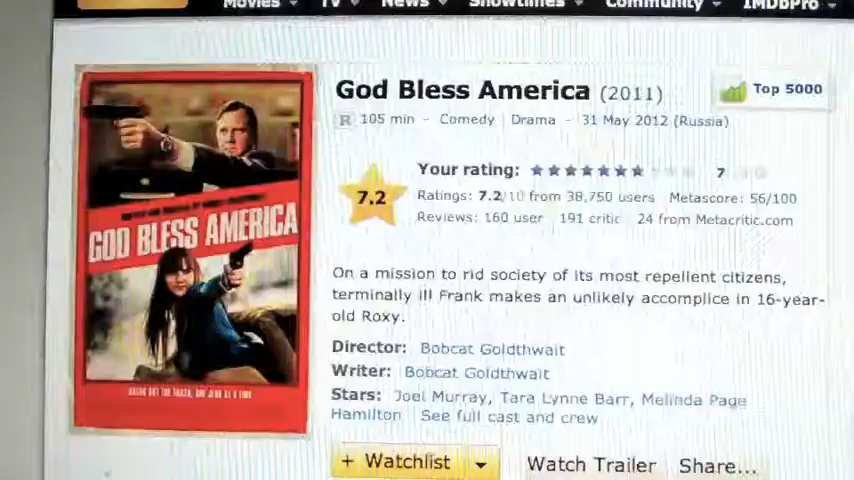 Movies TV News Showtimes Community IMDbPro
God Bless America (2011)
Top 5000
R 105 min - Comedy | Drama - 31 May 2012 (Russia)
Your rating: 7
7.2
Ratings: 7.2/10 from 38,750 users Metascore: 56/100
Reviews: 160 user 191 critic 24 from Metacritic.com
GOD BLESS AMERICA
On a mission to rid society of its most repellent citizens,
terminally ill Frank makes an unlikely accomplice in 16-year-
old Roxy.
Director: Bobcat Goldthwait
Writer: Bobcat Goldthwait
Stars: Joel Murray, Tara Lynne Barr, Melinda Page
Hamilton See full cast and crew
+ Watchlist
Watch Trailer Share...